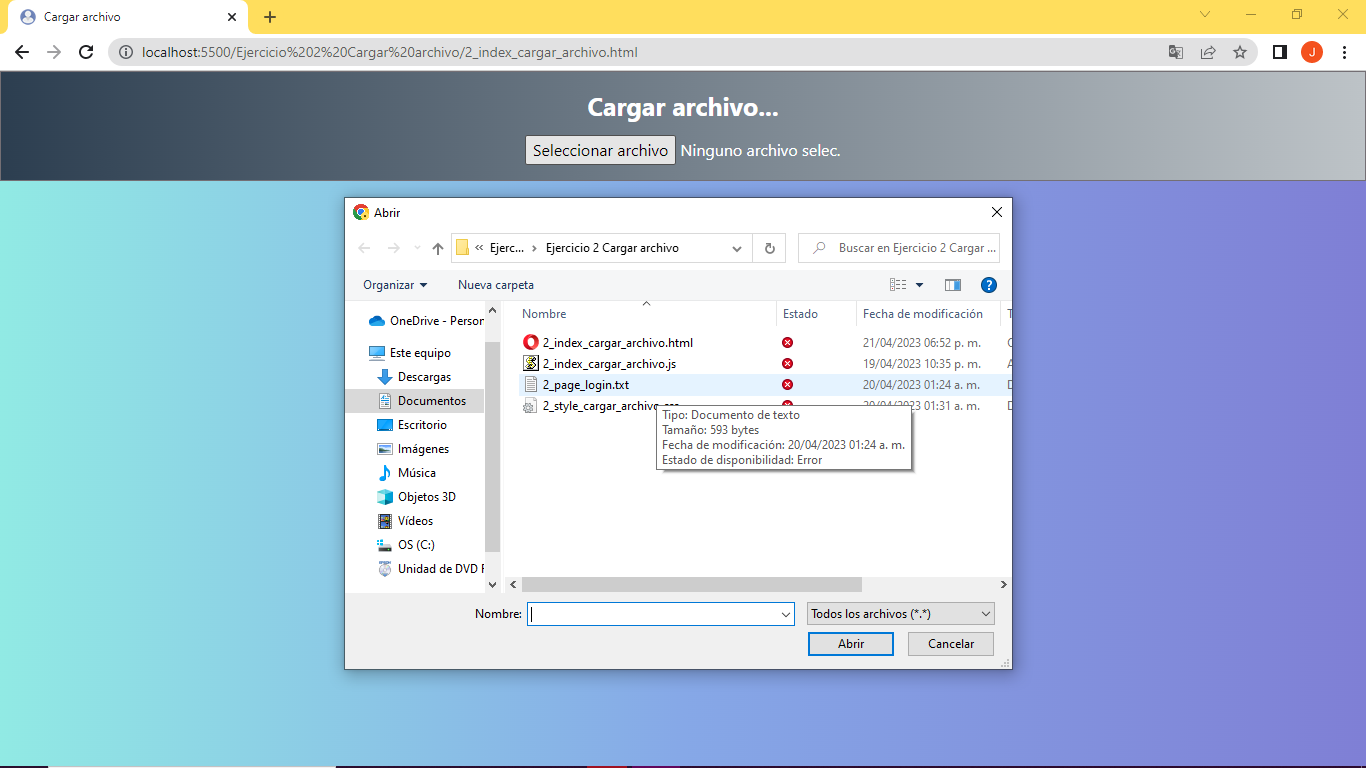 Cargar archivo
localhost:5500/Ejercicio%202%20Cargar%20archivo/2_index_cargar_archivo.html
J
Cargar archivo...
Seleccionar archivo Ninguno archivo selec.
Abrir
« Ejerc... › Ejercicio 2 Cargar archivo
Buscar en Ejercicio 2 Cargar ...
Organizar Nueva carpeta
?
OneDrive - Person
Este equipo
Descargas
Documentos
Escritorio
Imágenes
Música
Objetos 3D
Vídeos
OS (C:)
Unidad de DVD
Nombre Estado Fecha de modificación
2_index_cargar_archivo.html 21/04/2023 06:52 p. m.
2_index_cargar_archivo.js 19/04/2023 10:35 p. m.
2_page_login.txt 20/04/2023 01:24 a. m.
2_style_cargar_archivo.css 20/04/2023 01:31 a. m.
Tipo: Documento de texto
Tamaño: 593 bytes
Fecha de modificación: 20/04/2023 01:24 a. m.
Estado de disponibilidad: Error
Nombre:
Todos los archivos (*.*)
Abrir Cancelar